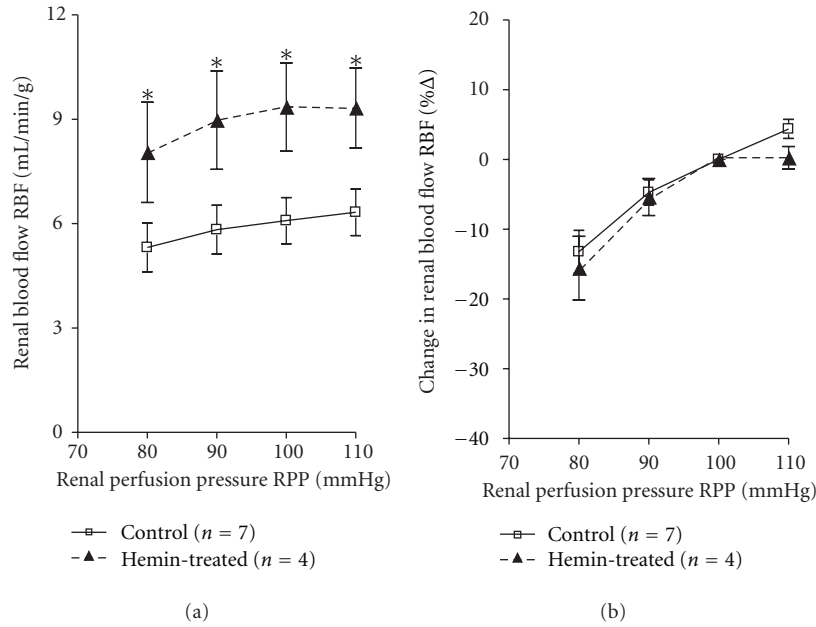 12
9
6
3
0
Renal blood flow RBF (mL/min/g)
*
*
*
*
70
80
90
100
110
Renal perfusion pressure RPP (mmHg)
Control (n = 7)
Hemin-treated (n = 4)
(a)
20
10
0
−10
−20
−30
−40
Change in renal blood flow RBF (%Δ)
70
80
90
100
110
Renal perfusion pressure RPP (mmHg)
Control (n = 7)
Hemin-treated (n = 4)
(b)